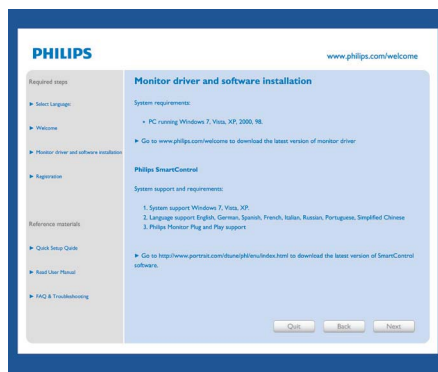 PHILIPS
www.philips.com/welcome
Required steps
Select Language:
Welcome
Monitor driver and software installation
Registration
Reference materials
Quick Setup Quide
Read User Manual
FAQ & Troubleshooting
Monitor driver and software installation
System requirements:
• PC running Windows 7, Vista, XP, 2000, 98.
Go to www.philips.com/welcome to download the latest version of monitor driver
Philips SmartControl
System support and requirements:
1. System support Windows 7, Vista, XP.
2. Language support English, German, Spanish, French, Italian, Russian, Portuguese, Simplified Chinese
3. Philips Monitor Plug and Play support
Go to http://www.portrait.com/dtune/phl/enu/index.html to download the latest version of SmartControl
software.
Quit
Back
Next